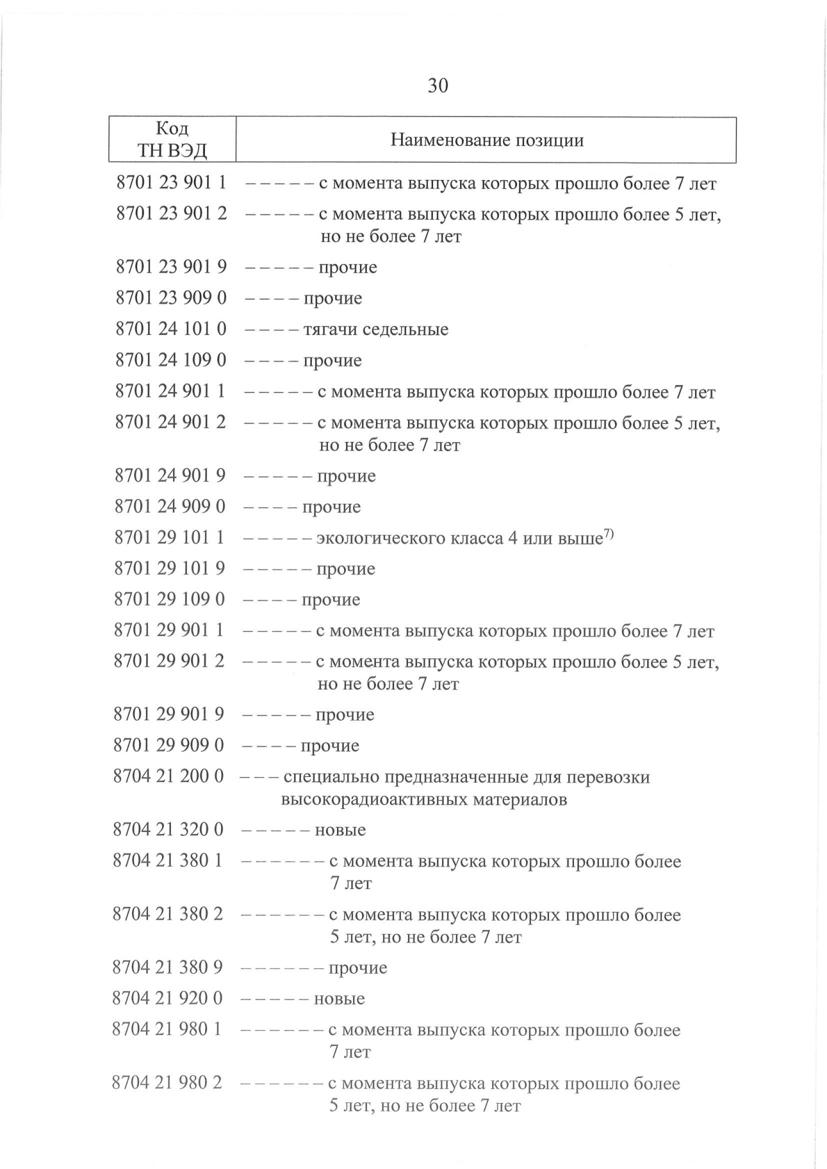 30
Код
ТН ВЭД
Наименование позиции
8701 23 901 1 – – – – – с момента выпуска которых прошло более 7 лет
8701 23 901 2 – – – – – с момента выпуска которых прошло более 5 лет,
но не более 7 лет
8701 23 901 9 – – – – – прочие
8701 23 909 0 – – – – прочие
8701 24 101 0 – – – – тягачи седельные
8701 24 109 0 – – – – прочие
8701 24 901 1 – – – – – с момента выпуска которых прошло более 7 лет
8701 24 901 2 – – – – – с момента выпуска которых прошло более 5 лет,
но не более 7 лет
8701 24 901 9 – – – – – прочие
8701 24 909 0 – – – – прочие
8701 29 101 1 – – – – – экологического класса 4 или выше⁷⁾
8701 29 101 9 – – – – – прочие
8701 29 109 0 – – – – прочие
8701 29 901 1 – – – – – с момента выпуска которых прошло более 7 лет
8701 29 901 2 – – – – – с момента выпуска которых прошло более 5 лет,
но не более 7 лет
8701 29 901 9 – – – – – прочие
8701 29 909 0 – – – – прочие
8704 21 200 0 – – – специально предназначенные для перевозки
высокорадиоактивных материалов
8704 21 320 0 – – – – – новые
8704 21 380 1 – – – – – – с момента выпуска которых прошло более
7 лет
8704 21 380 2 – – – – – – с момента выпуска которых прошло более
5 лет, но не более 7 лет
8704 21 380 9 – – – – – – прочие
8704 21 920 0 – – – – – новые
8704 21 980 1 – – – – – – с момента выпуска которых прошло более
7 лет
8704 21 980 2 – – – – – – с момента выпуска которых прошло более
5 лет, но не более 7 лет